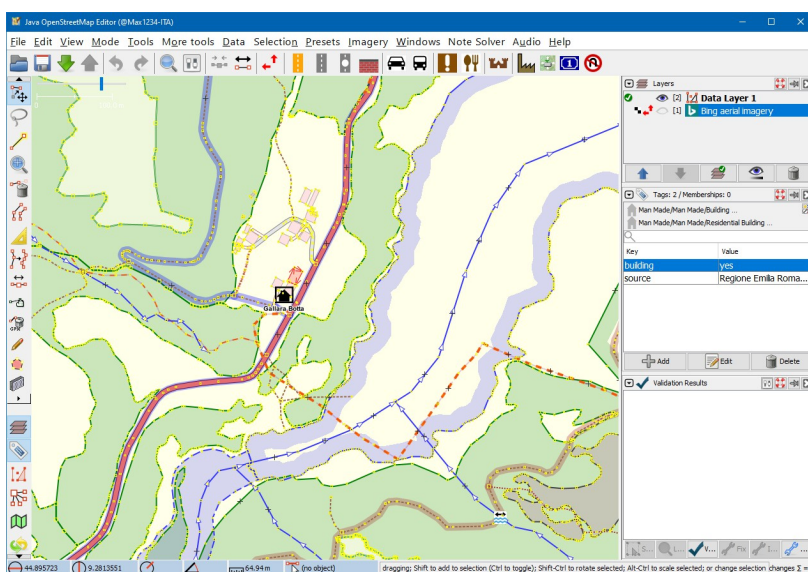 Java OpenStreetMap Editor (@Max1234-ITA)
File Edit View Mode Tools More tools Data Selection Presets Imagery Windows Note Solver Audio Help
Layers
[2] Data Layer 1
[1] Bing aerial imagery
Tags: 2 / Memberships: 0
Man Made/Man Made/Building ...
Man Made/Man Made/Residential Building ...
Key Value
building yes
source Regione Emilia Roma...
Add Edit Delete
Validation Results
Gallara Botta
S... L... V... Fix I...
44.895723 9.2813551 64.94 m (no object) dragging; Shift to add to selection (Ctrl to toggle); Shift-Ctrl to rotate selected; Alt-Ctrl to scale selected; or change selection